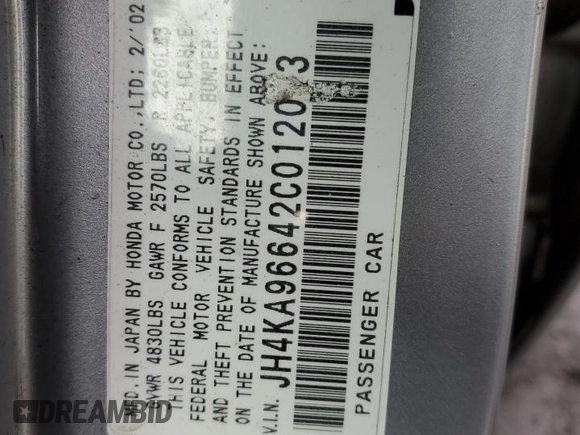 MFD. IN JAPAN BY HONDA MOTOR CO.,LTD; 2/'02
GVWR 4830LBS GAWR F 2570LBS R 2260LBS
THIS VEHICLE CONFORMS TO ALL APPLICABLE
FEDERAL MOTOR VEHICLE SAFETY, BUMPER,
AND THEFT PREVENTION STANDARDS IN EFFECT
ON THE DATE OF MANUFACTURE SHOWN ABOVE:
V.I.N.
PASSENGER CAR
DREAMBID